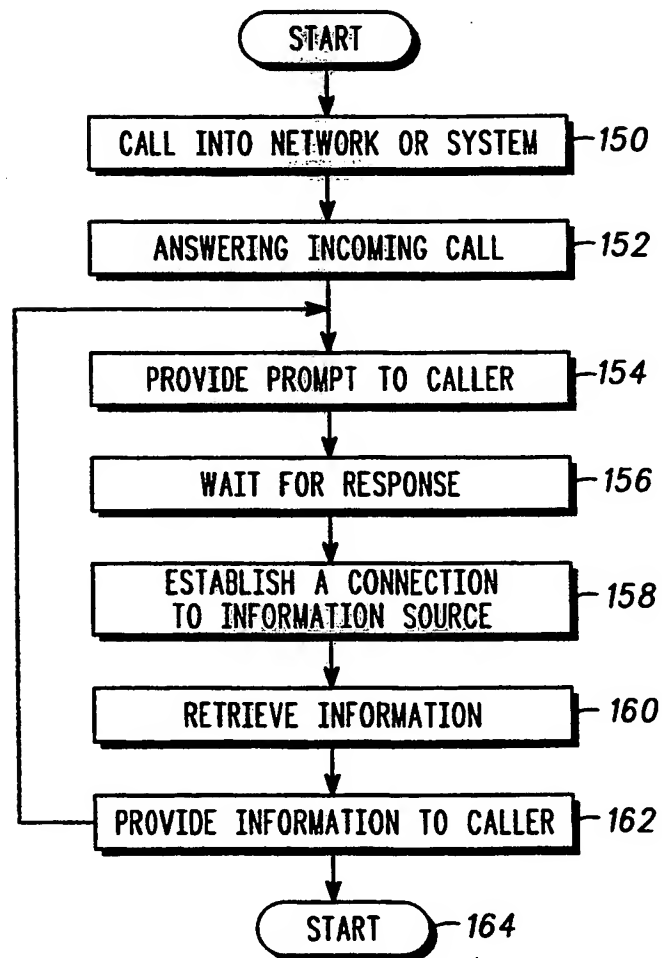 START
CALL INTO NETWORK OR SYSTEM 150
ANSWERING INCOMING CALL 152
PROVIDE PROMPT TO CALLER 154
WAIT FOR RESPONSE 156
ESTABLISH A CONNECTION
TO INFORMATION SOURCE 158
RETRIEVE INFORMATION 160
PROVIDE INFORMATION TO CALLER 162
START 164